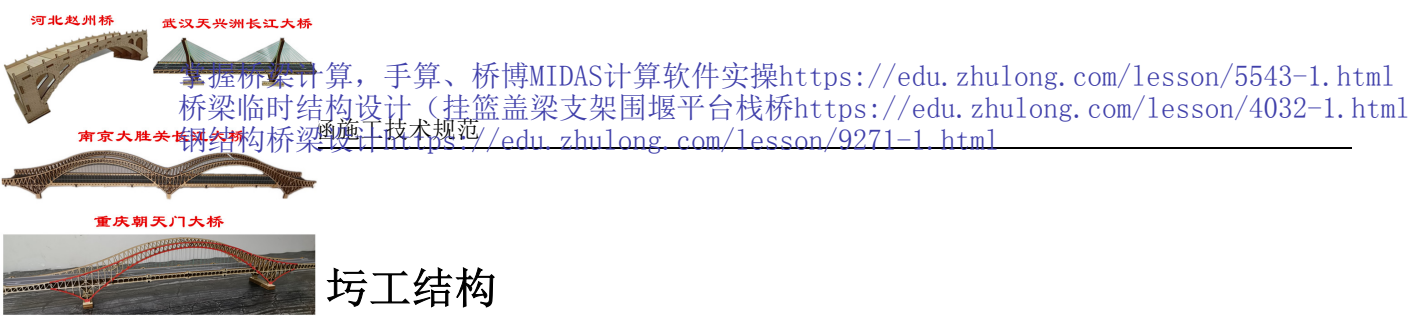 河北赵州桥
武汉天兴洲长江大桥
掌握桥梁计算，手算、桥博MIDAS计算软件实操https://edu.zhulong.com/lesson/5543-1.html
桥梁临时结构设计（挂篮盖梁支架围堰平台栈桥https://edu.zhulong.com/lesson/4032-1.html
南京大胜关长江大桥
涵施工技术规范
钢结构桥梁设计https://edu.zhulong.com/lesson/9271-1.html
重庆朝天门大桥
圬工结构